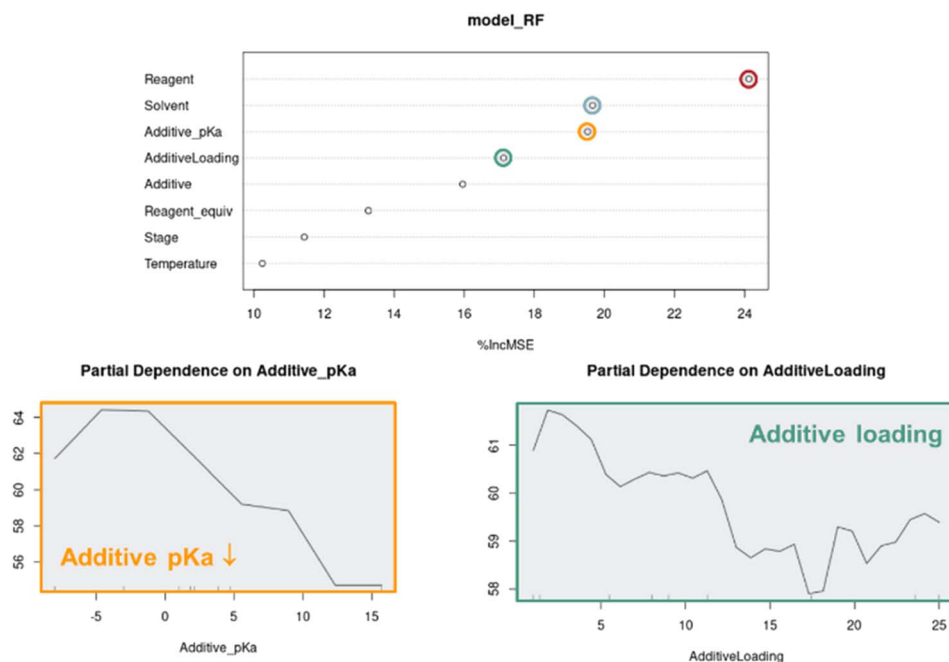 model_RF
Reagent
Solvent
Additive_pKa
AdditiveLoading
Additive
Reagent_equiv
Stage
Temperature
10 12 14 16 18 20 22 24
%IncMSE
Partial Dependence on Additive_pKa
64
62
60
58
56
Additive pKa ↓
-5 0 5 10 15
Additive_pKa
Partial Dependence on AdditiveLoading
61
60
59
58
Additive loading
5 10 15 20 25
AdditiveLoading